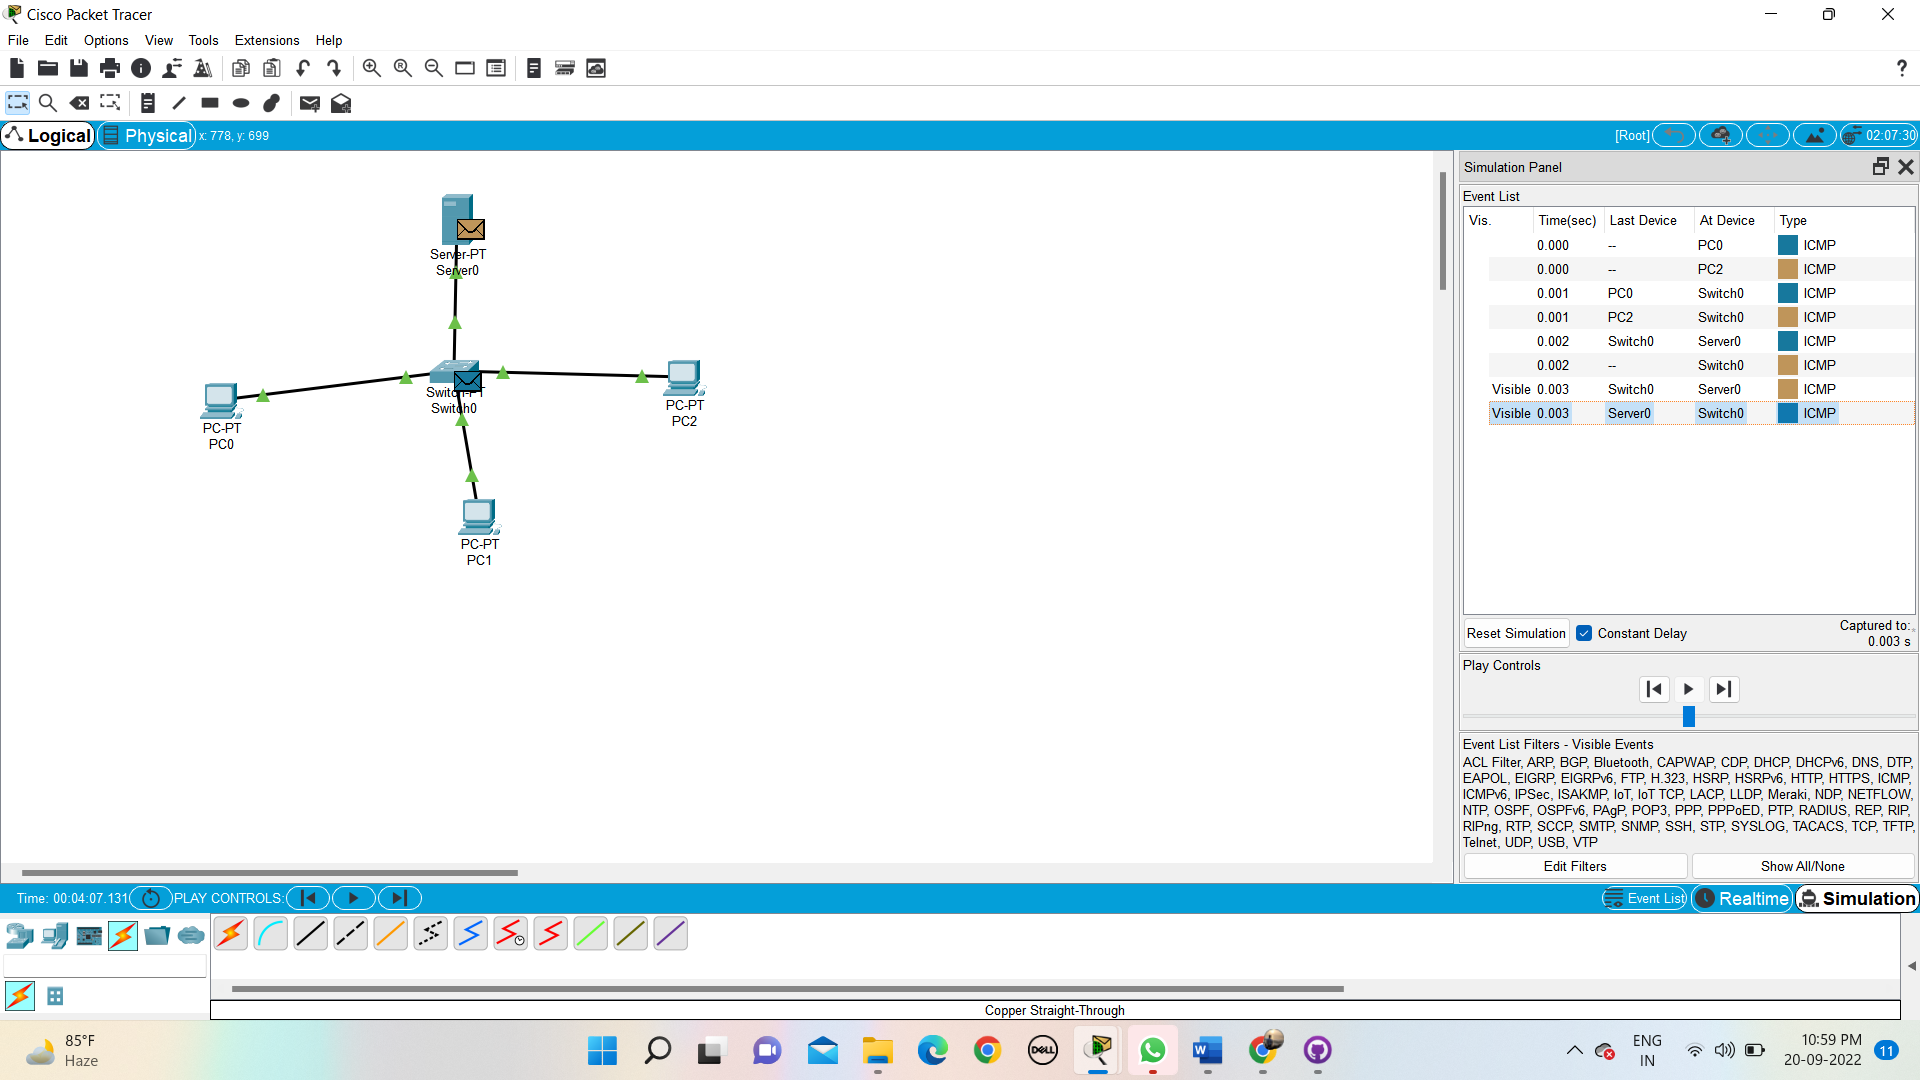 Cisco Packet Tracer
File Edit Options View Tools Extensions Help
?
Logical Physical x: 778, y: 699 [Root] 02:07:30
Server-PT
Server0
Switch-PT
Switch0
PC-PT
PC0
PC-PT
PC2
PC-PT
PC1
Simulation Panel
Event List
Vis. Time(sec) Last Device At Device Type
0.000 -- PC0 ICMP
0.000 -- PC2 ICMP
0.001 PC0 Switch0 ICMP
0.001 PC2 Switch0 ICMP
0.002 Switch0 Server0 ICMP
0.002 -- Switch0 ICMP
Visible 0.003 Switch0 Server0 ICMP
Visible 0.003 Server0 Switch0 ICMP
Reset Simulation Constant Delay Captured to:
0.003 s
Play Controls
Event List Filters - Visible Events
ACL Filter, ARP, BGP, Bluetooth, CAPWAP, CDP, DHCP, DHCPv6, DNS, DTP,
EAPOL, EIGRP, EIGRPv6, FTP, H.323, HSRP, HSRPv6, HTTP, HTTPS, ICMP,
ICMPv6, IPSec, ISAKMP, IoT, IoT TCP, LACP, LLDP, Meraki, NDP, NETFLOW,
NTP, OSPF, OSPFv6, PAgP, POP3, PPP, PPPoED, PTP, RADIUS, REP, RIP,
RIPng, RTP, SCCP, SMTP, SNMP, SSH, STP, SYSLOG, TACACS, TCP, TFTP,
Telnet, UDP, USB, VTP
Edit Filters Show All/None
Time: 00:04:07.131 PLAY CONTROLS: Event List Realtime Simulation
Copper Straight-Through
85°F
Haze
DELL
ENG
IN
10:59 PM
20-09-2022
11